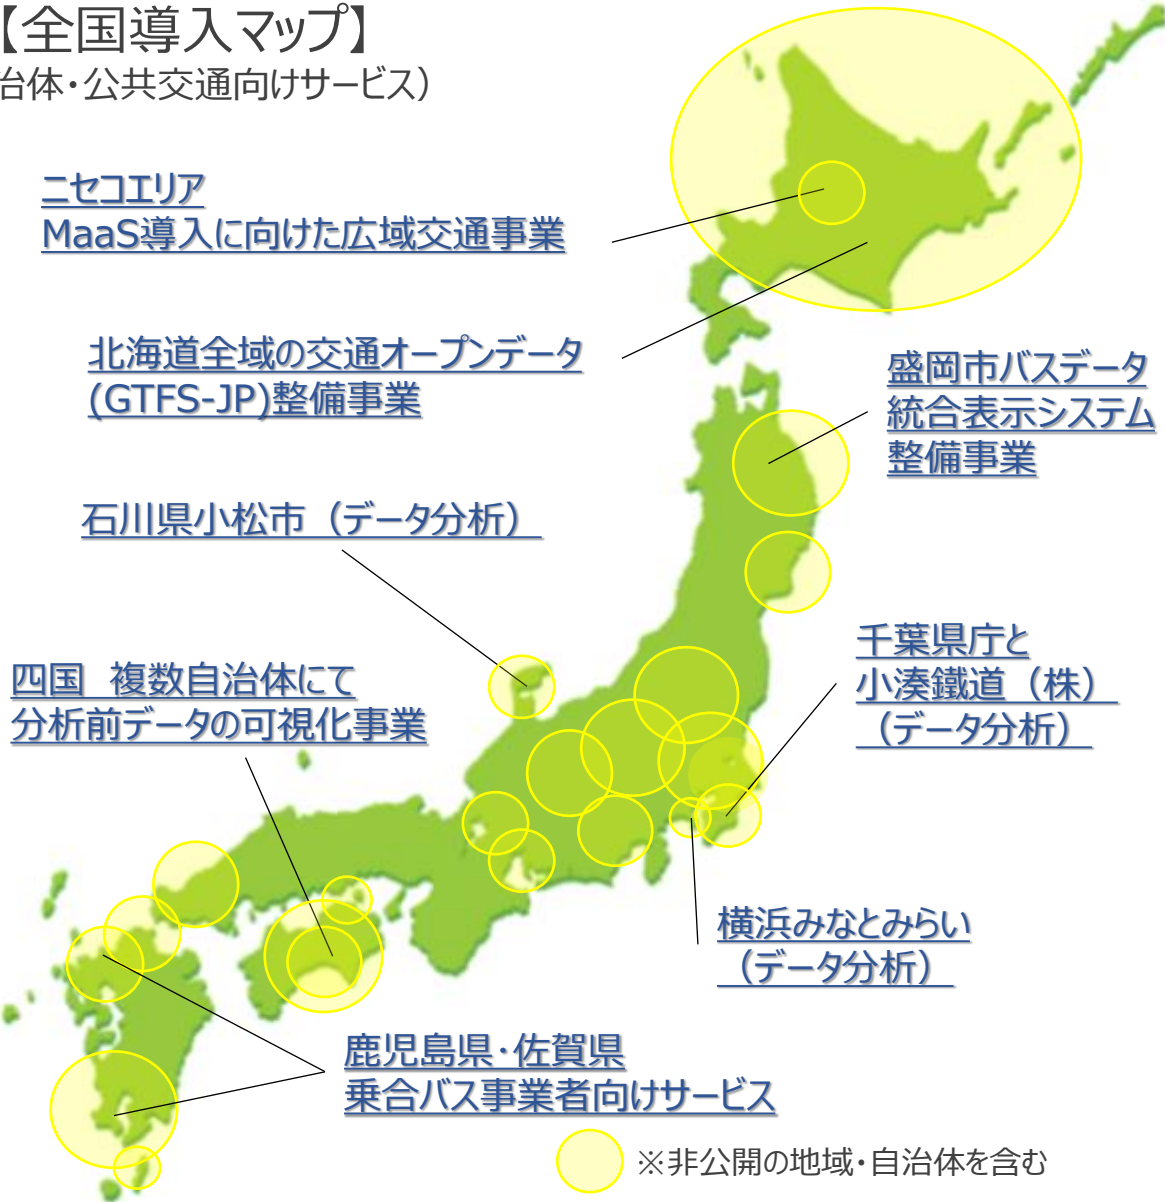 【全国導入マップ】
治体・公共交通向けサービス）
ニセコエリア
MaaS導入に向けた広域交通事業
北海道全域の交通オープンデータ
(GTFS-JP)整備事業
盛岡市バスデータ
統合表示システム
整備事業
石川県小松市（データ分析）
千葉県庁と
小湊鐵道（株）
（データ分析）
四国　複数自治体にて
分析前データの可視化事業
横浜みなとみらい
（データ分析）
鹿児島県・佐賀県
乗合バス事業者向けサービス
※非公開の地域・自治体を含む